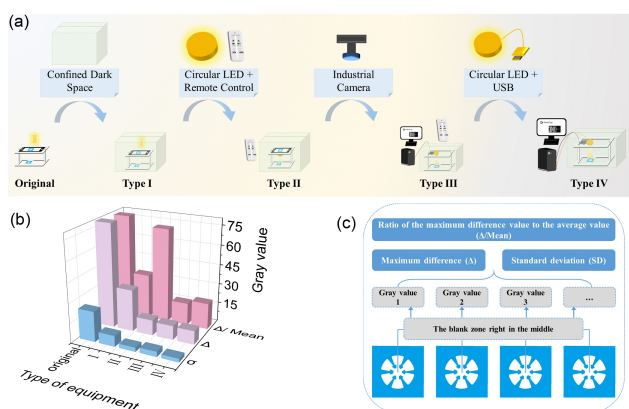 (a)
Confined Dark
Space
Circular LED +
Remote Control
Industrial
Camera
Circular LED +
USB
Original
Type I
Type II
Type III
Type IV
(b)
75
60
45
30
15
Gray value
Δ/ Mean
Δ
σ
original
I
II
III
IV
Type of equipment
(c)
Ratio of the maximum difference value to the average value
(Δ/Mean)
Maximum difference (Δ)
Standard deviation (SD)
Gray value
1
Gray value
2
Gray value
3
...
The blank zone right in the middle